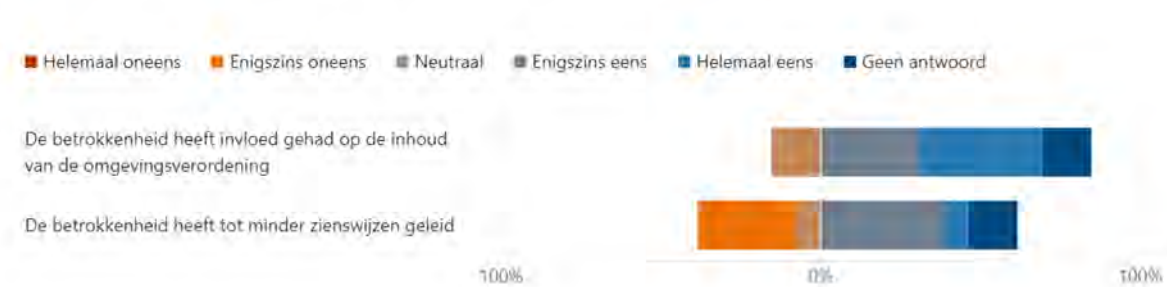 Helemaal oneens Enigszins oneens Neutraal Enigszins eens Helemaal eens Geen antwoord
De betrokkenheid heeft invloed gehad op de inhoud
van de omgevingsverordening
De betrokkenheid heeft tot minder zienswijzen geleid
100% 0% 100%